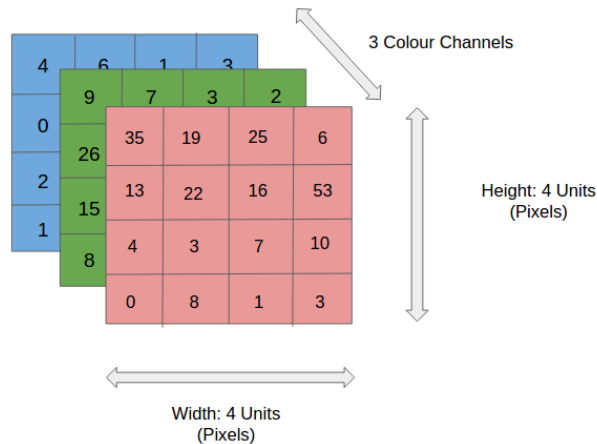 3 Colour Channels
4 6 1 3
9 7 3 2
35 19 25 6
0
26
13 22 16 53
2
15
4 3 7 10
1
8
0 8 1 3
Height: 4 Units
(Pixels)
Width: 4 Units
(Pixels)